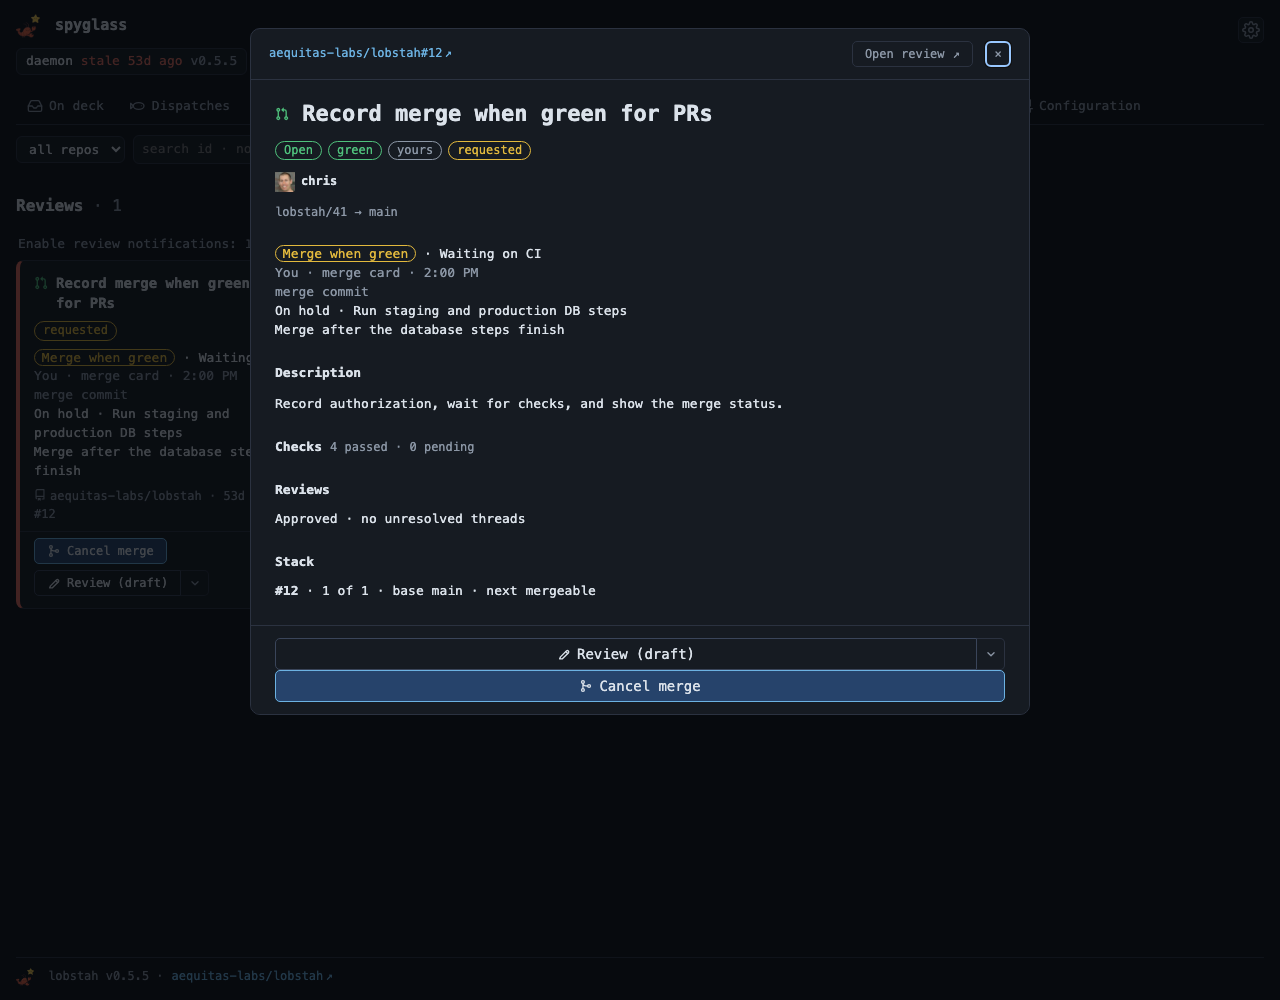 spyglass
daemon stale 53d ago v0.5.5
On deck
Dispatches
Configuration
all repos
search id · no
Reviews · 1
Enable review notifications: 1
Record merge when green
for PRs
requested
Merge when green · Waiting
You · merge card · 2:00 PM
merge commit
On hold · Run staging and
production DB steps
Merge after the database ste
finish
aequitas-labs/lobstah · 53d
#12
Cancel merge
Review (draft)
aequitas-labs/lobstah#12↗
Open review ↗
×
Record merge when green for PRs
Open green yours requested
chris
lobstah/41 → main
Merge when green · Waiting on CI
You · merge card · 2:00 PM
merge commit
On hold · Run staging and production DB steps
Merge after the database steps finish
Description
Record authorization, wait for checks, and show the merge status.
Checks 4 passed · 0 pending
Reviews
Approved · no unresolved threads
Stack
#12 · 1 of 1 · base main · next mergeable
Review (draft)
Cancel merge
lobstah v0.5.5 · aequitas-labs/lobstah↗